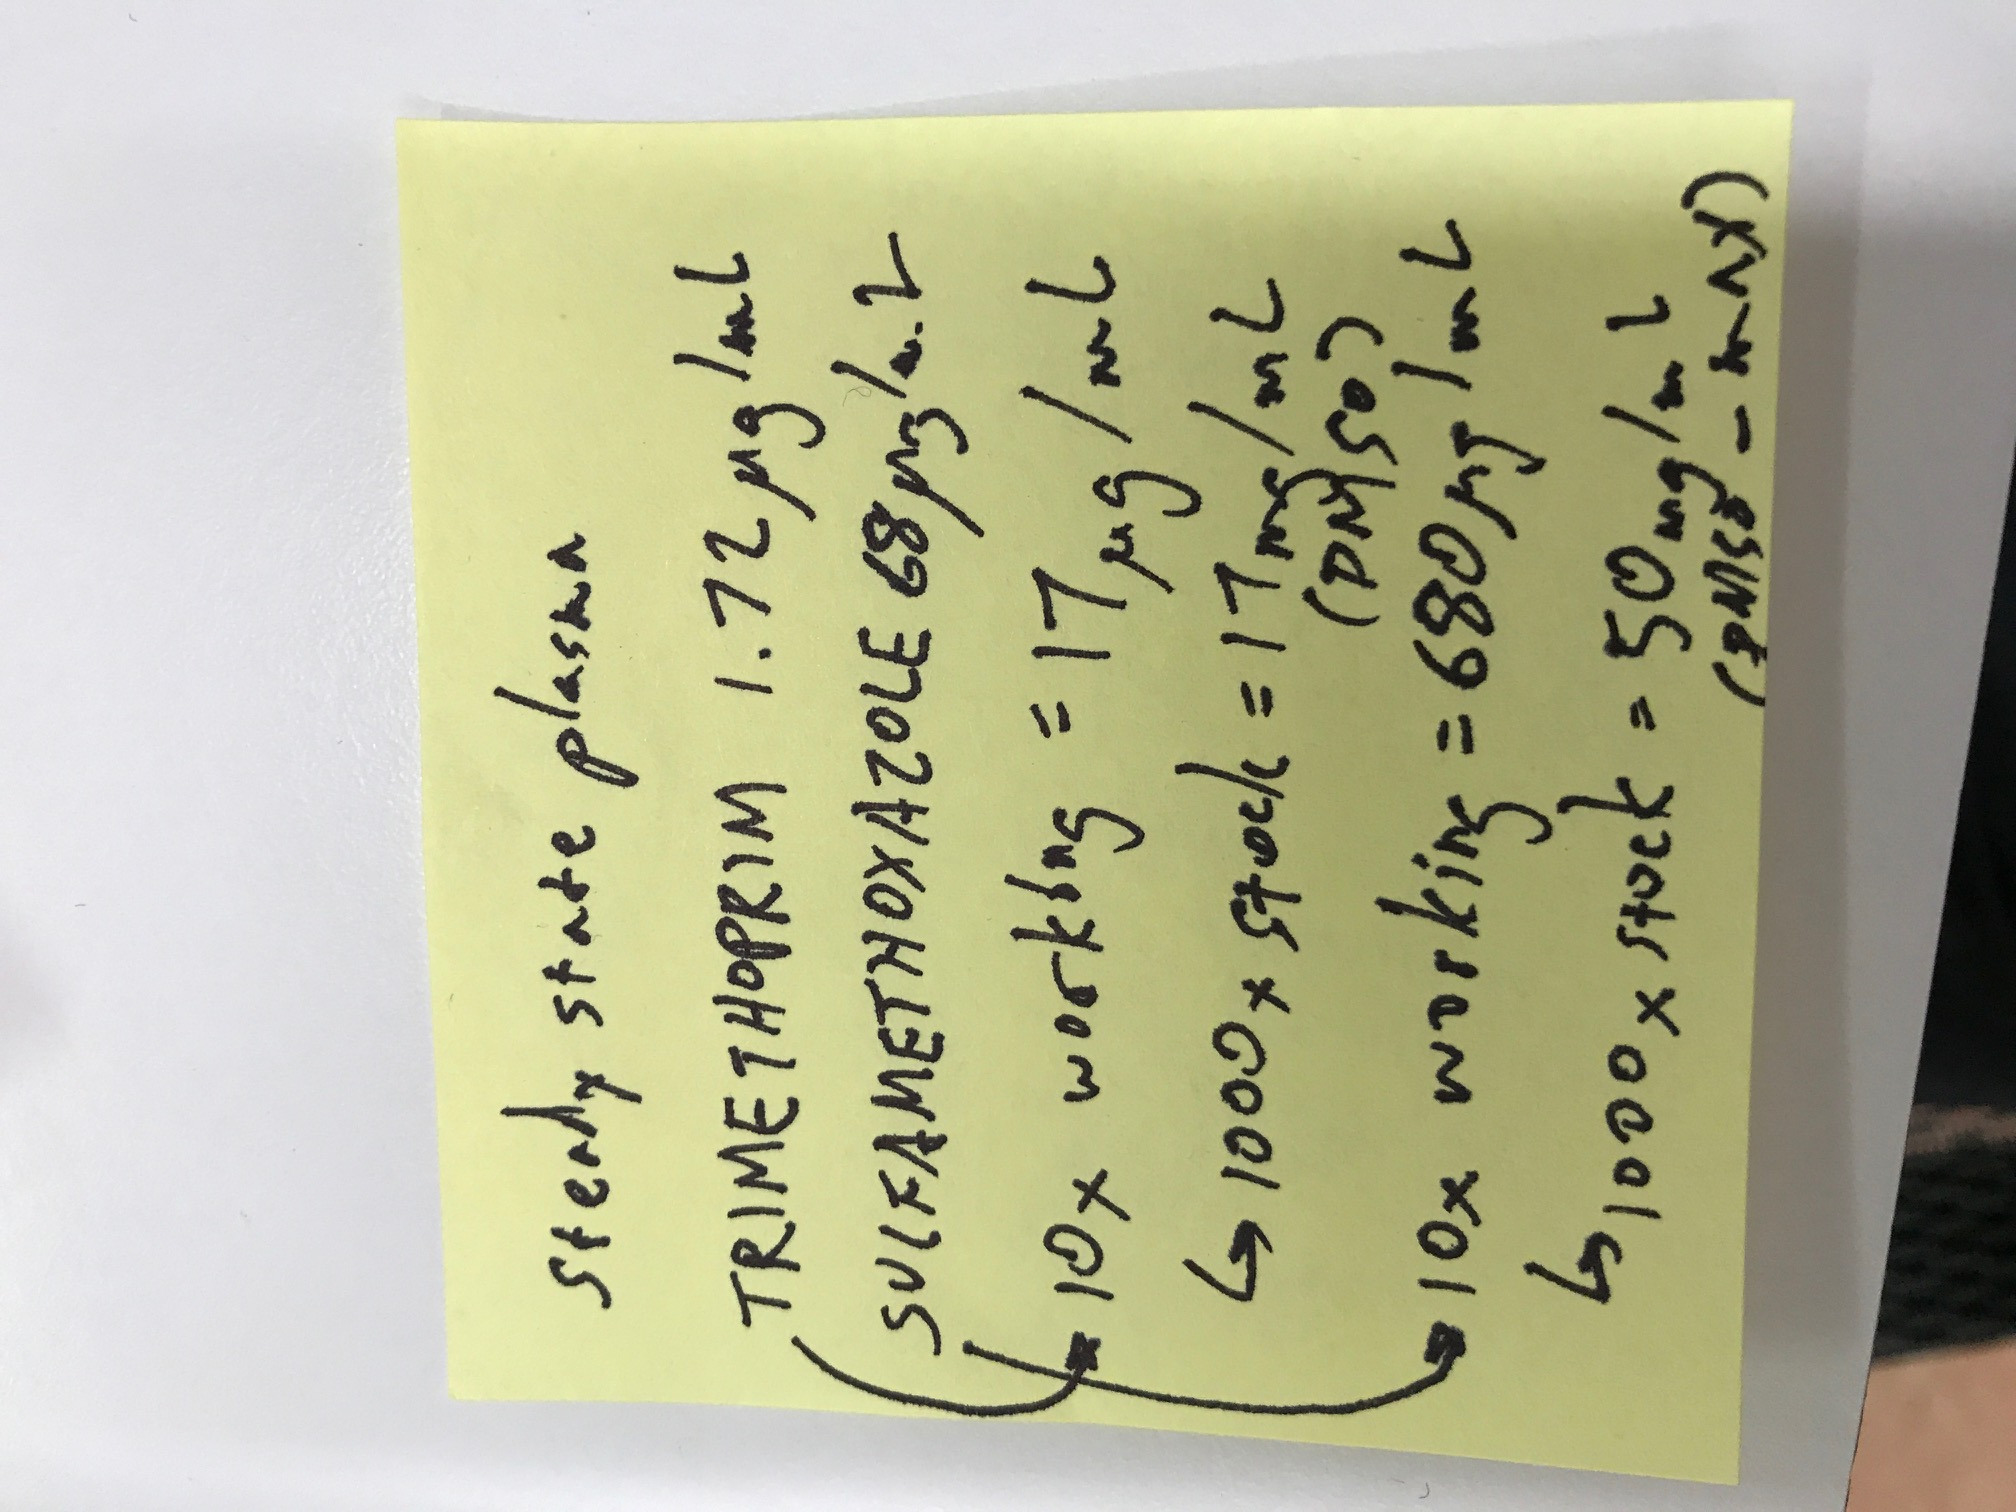 steady state plasma
TRIMETHOPRIM 1.72 µg/mL
SULFAMETHOXAZOLE 68 µg/mL
→ 10x working = 17 µg/mL
↳ 1000x stock = 17 mg/mL
(DMSO)
→ 10x working = 680 µg/mL
↳ 1000x stock = 50 mg/mL
(DMSO - MAX)